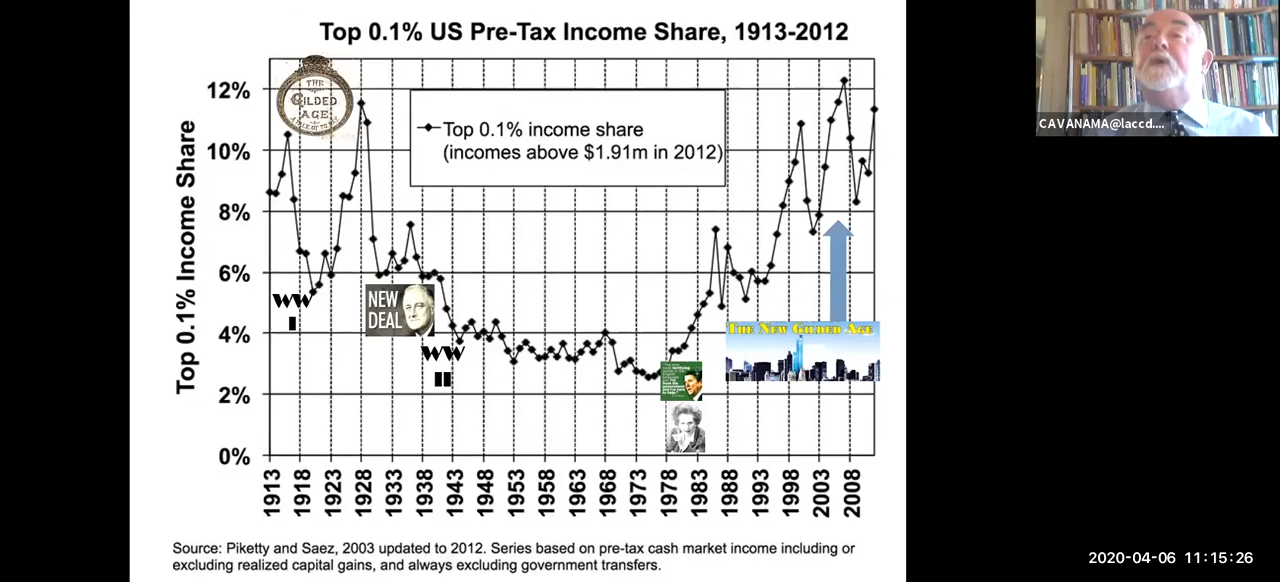 Top 0.1% US Pre-Tax Income Share, 1913-2012
CAVANAMA@laccd....
Top 0.1% Income Share
12%
10%
8%
6%
4%
2%
0%
THE
GILDED
AGE
Top 0.1% income share
(incomes above $1.91m in 2012)
WW
I
NEW
DEAL
WW
II
THE NEW GILDED AGE
1913
1918
1923
1928
1933
1938
1943
1948
1953
1958
1963
1968
1973
1978
1983
1988
1993
1998
2003
2008
Source: Piketty and Saez, 2003 updated to 2012. Series based on pre-tax cash market income including or
excluding realized capital gains, and always excluding government transfers.
2020-04-06 11:15:26